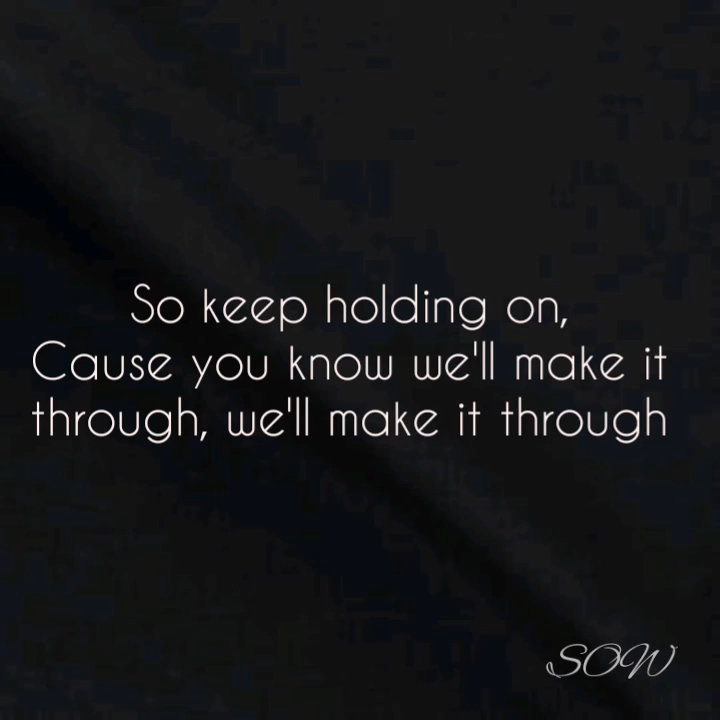 So keep holding on,
Cause you know we'll make it
through, we'll make it through
SOW